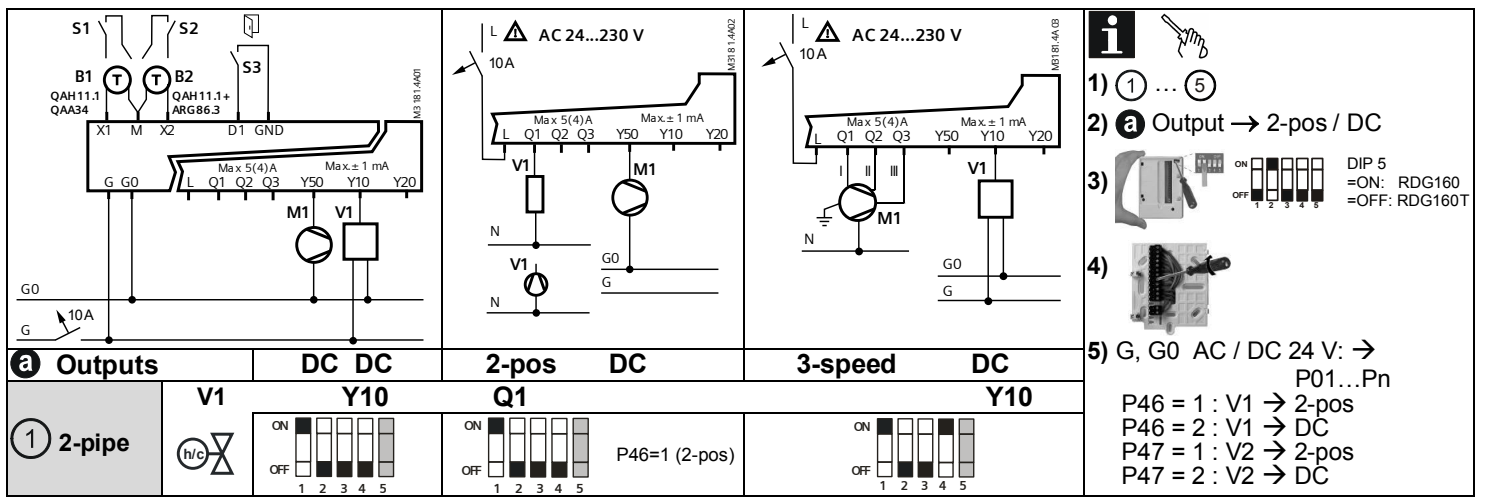 S1 S2
B1 T T B2 S3
QAH11.1 QAH11.1+
QAA34 ARG86.3
M3181.4A01
X1 M X2 D1 GND
Max 5(4)A Max.± 1 mA
G G0 L Q1 Q2 Q3 Y50 Y10 Y20
M1 V1
G0
10A
G
L AC 24...230 V
10A
M3181.4A02
Max 5(4)A Max.± 1 mA
L Q1 Q2 Q3 Y50 Y10 Y20
V1 M1
N
V1 G0
G
N
L AC 24...230 V
10A
M3181.4A03
Max 5(4)A Max.± 1 mA
L Q1 Q2 Q3 Y50 Y10 Y20
I II III V1
M1
N
G0
G
a Outputs DC DC 2-pos DC 3-speed DC
V1 Y10 Q1 Y10
1 2-pipe h/c
ON
OFF
1 2 3 4 5
ON
OFF
1 2 3 4 5
P46=1 (2-pos)
ON
OFF
1 2 3 4 5
i
1) 1 ... 5
2) a Output → 2-pos / DC
3)
ON
OFF
1 2 3 4 5
DIP 5
=ON: RDG160
=OFF: RDG160T
4)
5) G, G0 AC / DC 24 V: →
P01...Pn
P46 = 1 : V1 → 2-pos
P46 = 2 : V1 → DC
P47 = 1 : V2 → 2-pos
P47 = 2 : V2 → DC